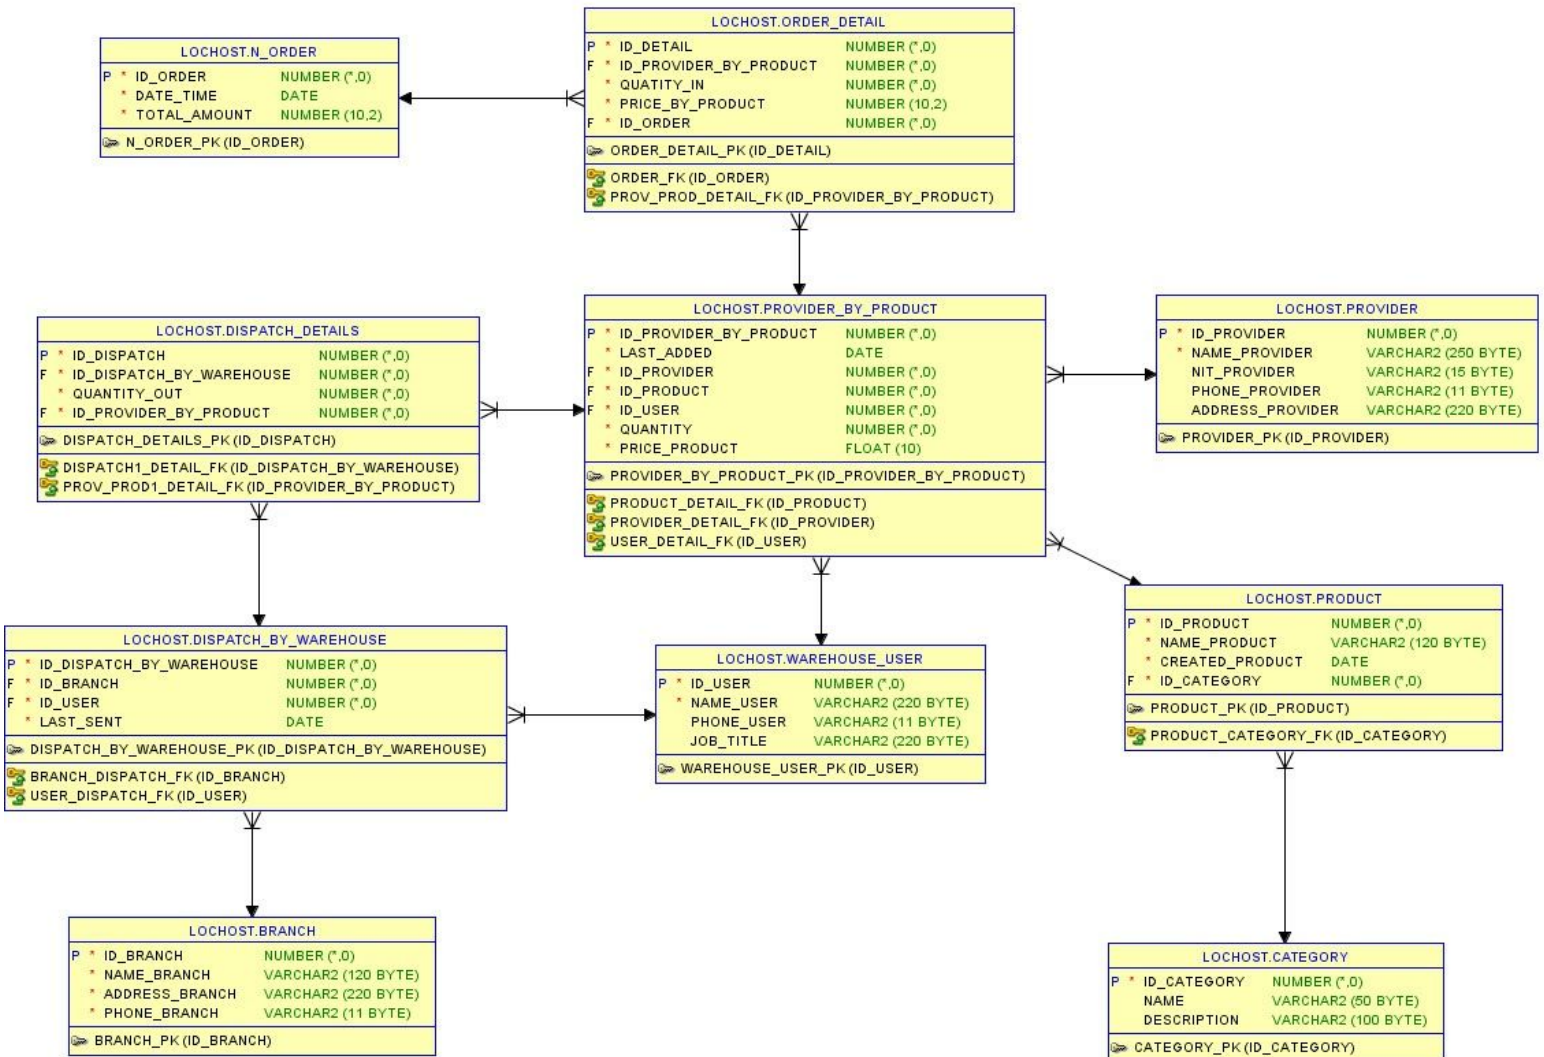 LOCHOST.N_ORDER
P * ID_ORDER NUMBER (*,0)
* DATE_TIME DATE
* TOTAL_AMOUNT NUMBER (10,2)
N_ORDER_PK (ID_ORDER)
LOCHOST.ORDER_DETAIL
P * ID_DETAIL NUMBER (*,0)
F * ID_PROVIDER_BY_PRODUCT NUMBER (*,0)
* QUATITY_IN NUMBER (*,0)
* PRICE_BY_PRODUCT NUMBER (10,2)
F * ID_ORDER NUMBER (*,0)
ORDER_DETAIL_PK (ID_DETAIL)
ORDER_FK (ID_ORDER)
PROV_PROD_DETAIL_FK (ID_PROVIDER_BY_PRODUCT)
LOCHOST.DISPATCH_DETAILS
P * ID_DISPATCH NUMBER (*,0)
F * ID_DISPATCH_BY_WAREHOUSE NUMBER (*,0)
* QUANTITY_OUT NUMBER (*,0)
F * ID_PROVIDER_BY_PRODUCT NUMBER (*,0)
DISPATCH_DETAILS_PK (ID_DISPATCH)
DISPATCH1_DETAIL_FK (ID_DISPATCH_BY_WAREHOUSE)
PROV_PROD1_DETAIL_FK (ID_PROVIDER_BY_PRODUCT)
LOCHOST.PROVIDER_BY_PRODUCT
P * ID_PROVIDER_BY_PRODUCT NUMBER (*,0)
* LAST_ADDED DATE
F * ID_PROVIDER NUMBER (*,0)
F * ID_PRODUCT NUMBER (*,0)
F * ID_USER NUMBER (*,0)
* QUANTITY NUMBER (*,0)
* PRICE_PRODUCT FLOAT (10)
PROVIDER_BY_PRODUCT_PK (ID_PROVIDER_BY_PRODUCT)
PRODUCT_DETAIL_FK (ID_PRODUCT)
PROVIDER_DETAIL_FK (ID_PROVIDER)
USER_DETAIL_FK (ID_USER)
LOCHOST.PROVIDER
P * ID_PROVIDER NUMBER (*,0)
* NAME_PROVIDER VARCHAR2 (250 BYTE)
NIT_PROVIDER VARCHAR2 (15 BYTE)
PHONE_PROVIDER VARCHAR2 (11 BYTE)
ADDRESS_PROVIDER VARCHAR2 (220 BYTE)
PROVIDER_PK (ID_PROVIDER)
LOCHOST.DISPATCH_BY_WAREHOUSE
P * ID_DISPATCH_BY_WAREHOUSE NUMBER (*,0)
F * ID_BRANCH NUMBER (*,0)
F * ID_USER NUMBER (*,0)
* LAST_SENT DATE
DISPATCH_BY_WAREHOUSE_PK (ID_DISPATCH_BY_WAREHOUSE)
BRANCH_DISPATCH_FK (ID_BRANCH)
USER_DISPATCH_FK (ID_USER)
LOCHOST.WAREHOUSE_USER
P * ID_USER NUMBER (*,0)
* NAME_USER VARCHAR2 (220 BYTE)
PHONE_USER VARCHAR2 (11 BYTE)
JOB_TITLE VARCHAR2 (220 BYTE)
WAREHOUSE_USER_PK (ID_USER)
LOCHOST.PRODUCT
P * ID_PRODUCT NUMBER (*,0)
* NAME_PRODUCT VARCHAR2 (120 BYTE)
* CREATED_PRODUCT DATE
F * ID_CATEGORY NUMBER (*,0)
PRODUCT_PK (ID_PRODUCT)
PRODUCT_CATEGORY_FK (ID_CATEGORY)
LOCHOST.BRANCH
P * ID_BRANCH NUMBER (*,0)
* NAME_BRANCH VARCHAR2 (120 BYTE)
* ADDRESS_BRANCH VARCHAR2 (220 BYTE)
* PHONE_BRANCH VARCHAR2 (11 BYTE)
BRANCH_PK (ID_BRANCH)
LOCHOST.CATEGORY
P * ID_CATEGORY NUMBER (*,0)
NAME VARCHAR2 (50 BYTE)
DESCRIPTION VARCHAR2 (100 BYTE)
CATEGORY_PK (ID_CATEGORY)